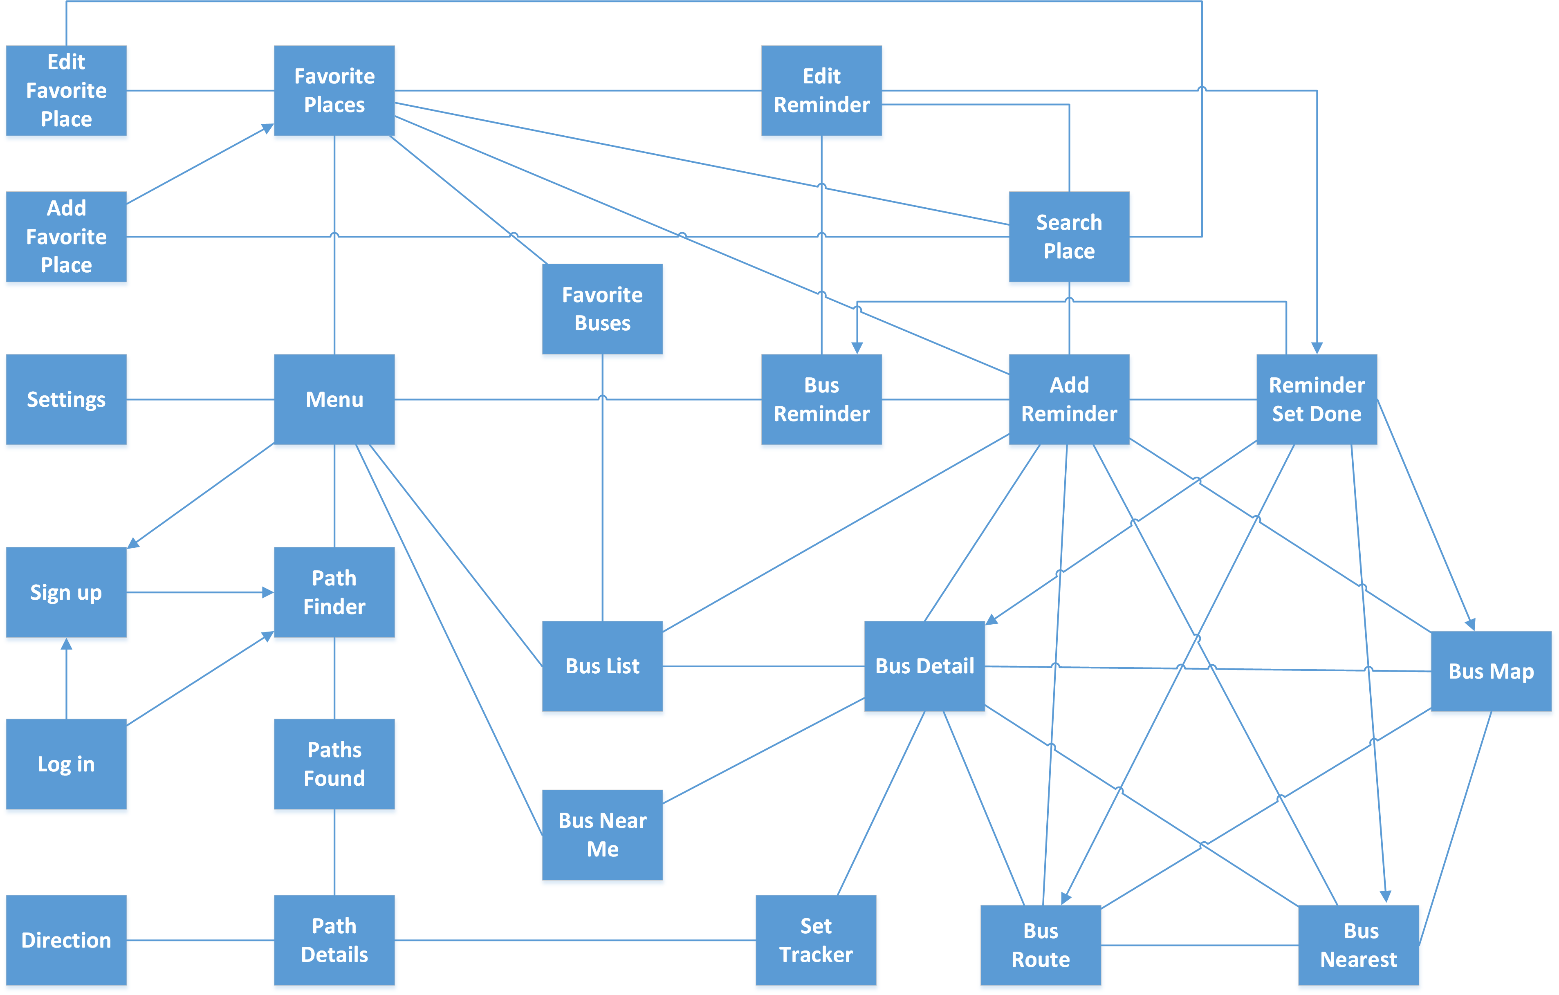 Edit
Favorite
Place
Favorite
Places
Edit
Reminder
Add
Favorite
Place
Search
Place
Favorite
Buses
Settings
Menu
Bus
Reminder
Add
Reminder
Reminder
Set Done
Sign up
Path
Finder
Bus List
Bus Detail
Bus Map
Log in
Paths
Found
Bus Near
Me
Direction
Path
Details
Set
Tracker
Bus
Route
Bus
Nearest